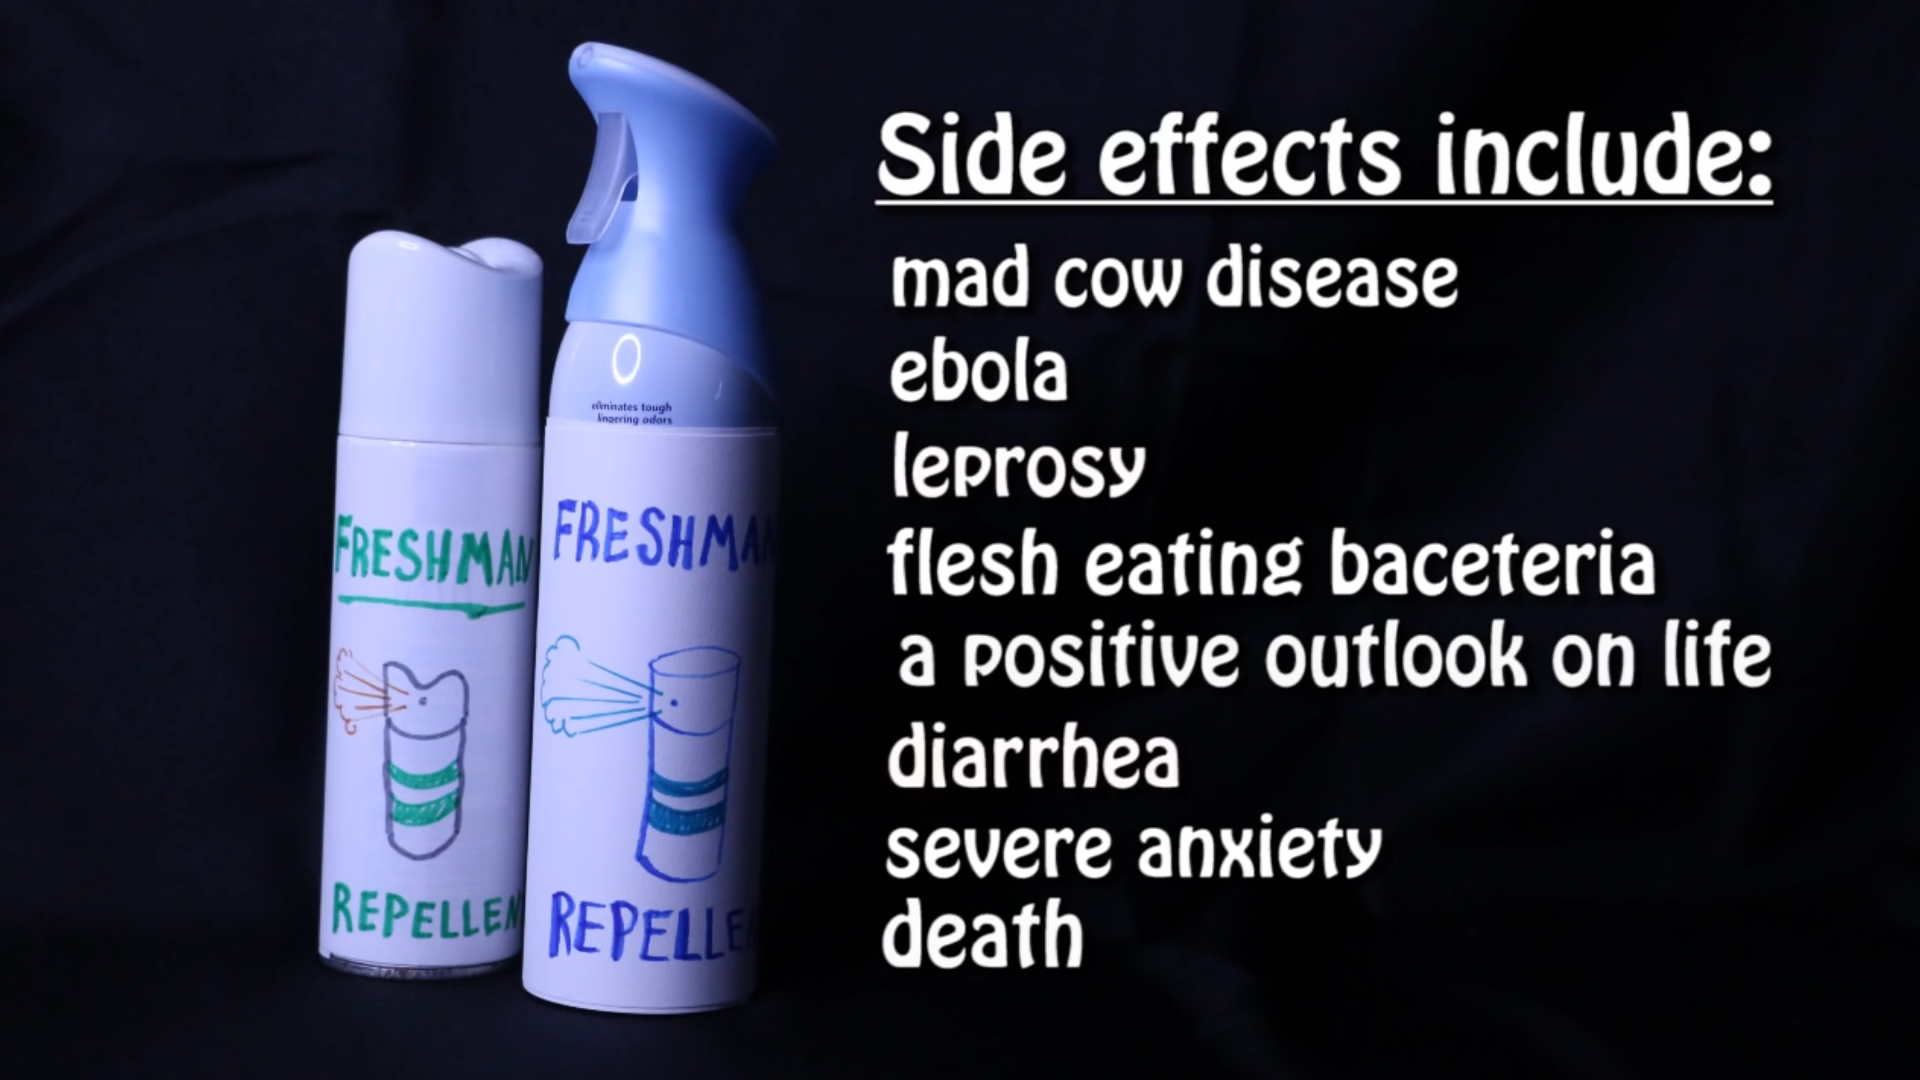 Side effects include:
mad cow disease
ebola
leprosy
flesh eating baceteria
a positive outlook on life
diarrhea
severe anxiety
death
eliminates tough
lingering odors
FRESHMAN
REPELLEN
FRESHMAN
REPELLE